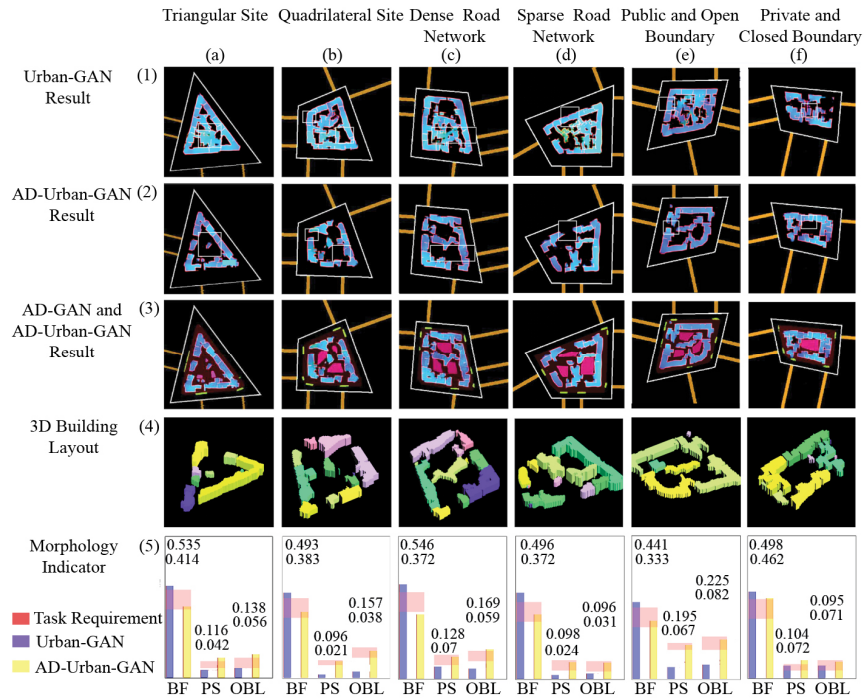 Triangular Site Quadrilateral Site Dense Road Network Sparse Road Network Public and Open Boundary Private and Closed Boundary
(a) (b) (c) (d) (e) (f)
Urban-GAN Result (1)
AD-Urban-GAN Result (2)
AD-GAN and AD-Urban-GAN Result (3)
3D Building Layout (4)
Morphology Indicator (5)
0.535 0.493 0.546 0.496 0.441 0.498
0.414 0.383 0.372 0.372 0.333 0.462
0.138 0.157 0.169 0.096 0.225 0.095
0.056 0.038 0.059 0.031 0.082 0.071
0.116 0.096 0.128 0.098 0.195 0.104
0.042 0.021 0.07 0.024 0.067 0.072
Task Requirement
Urban-GAN
AD-Urban-GAN
BF PS OBL BF PS OBL BF PS OBL BF PS OBL BF PS OBL BF PS OBL